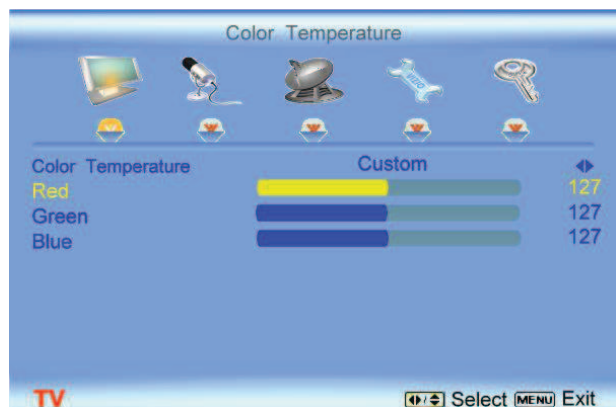 Color Temperature
Color Temperature Custom
Red 127
Green 127
Blue 127
TV Select MENU Exit